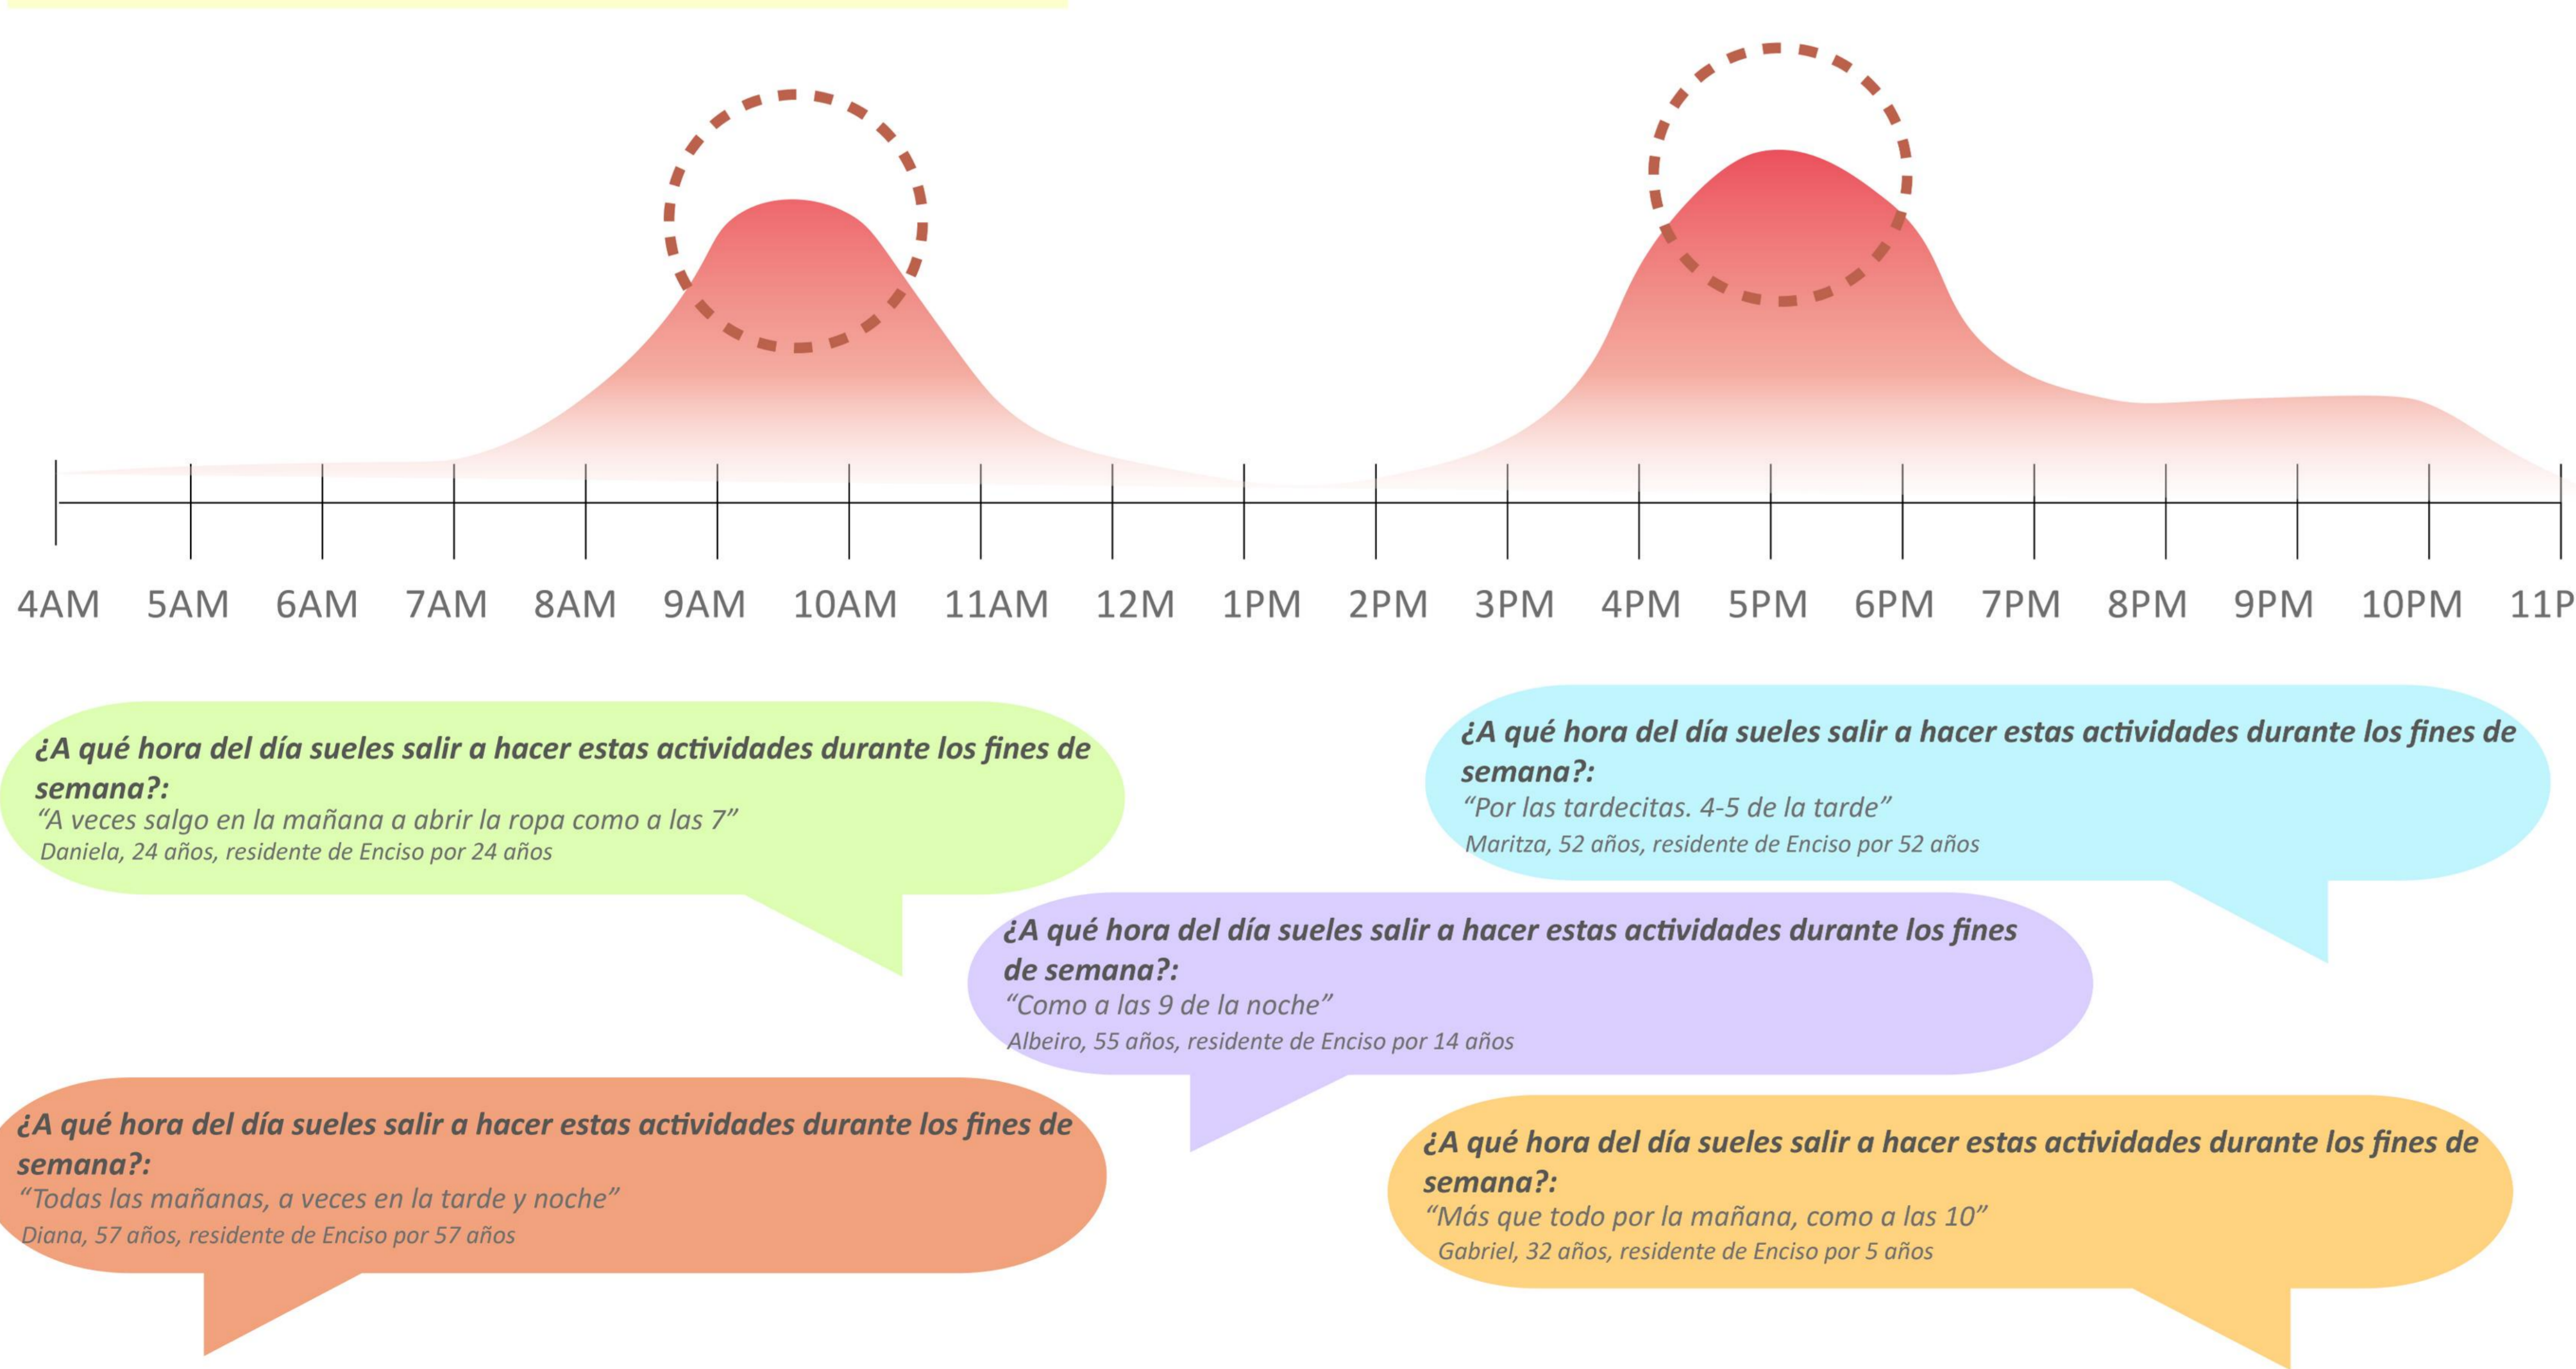 4AM 5AM 6AM 7AM 8AM 9AM 10AM 11AM 12M 1PM 2PM 3PM 4PM 5PM 6PM 7PM 8PM 9PM 10PM 11P
¿A qué hora del día sueles salir a hacer estas actividades durante los fines de
semana?:
“A veces salgo en la mañana a abrir la ropa como a las 7”
Daniela, 24 años, residente de Enciso por 24 años
¿A qué hora del día sueles salir a hacer estas actividades durante los fines de
semana?:
“Por las tardecitas. 4-5 de la tarde”
Maritza, 52 años, residente de Enciso por 52 años
¿A qué hora del día sueles salir a hacer estas actividades durante los fines
de semana?:
“Como a las 9 de la noche”
Albeiro, 55 años, residente de Enciso por 14 años
¿A qué hora del día sueles salir a hacer estas actividades durante los fines de
semana?:
“Todas las mañanas, a veces en la tarde y noche”
Diana, 57 años, residente de Enciso por 57 años
¿A qué hora del día sueles salir a hacer estas actividades durante los fines de
semana?:
“Más que todo por la mañana, como a las 10”
Gabriel, 32 años, residente de Enciso por 5 años